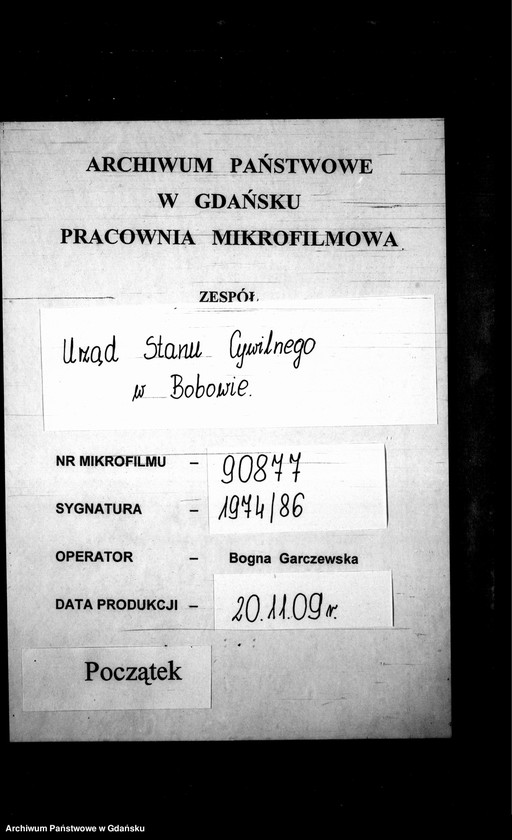 ARCHIWUM PAŃSTWOWE
W GDAŃSKU
PRACOWNIA MIKROFILMOWA
ZESPÓŁ
Urząd Stanu Cywilnego
w Bobowie.
NR MIKROFILMU – 90877
SYGNATURA – 1974/86
OPERATOR – Bogna Garczewska
DATA PRODUKCJI – 20.11.09 r.
Początek
Archiwum Państwowe w Gdańsku